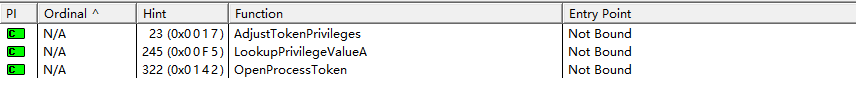 PI Ordinal ^ Hint Function Entry Point
C N/A 23 (0x0017) AdjustTokenPrivileges Not Bound
C N/A 245 (0x00F5) LookupPrivilegeValueA Not Bound
C N/A 322 (0x0142) OpenProcessToken Not Bound